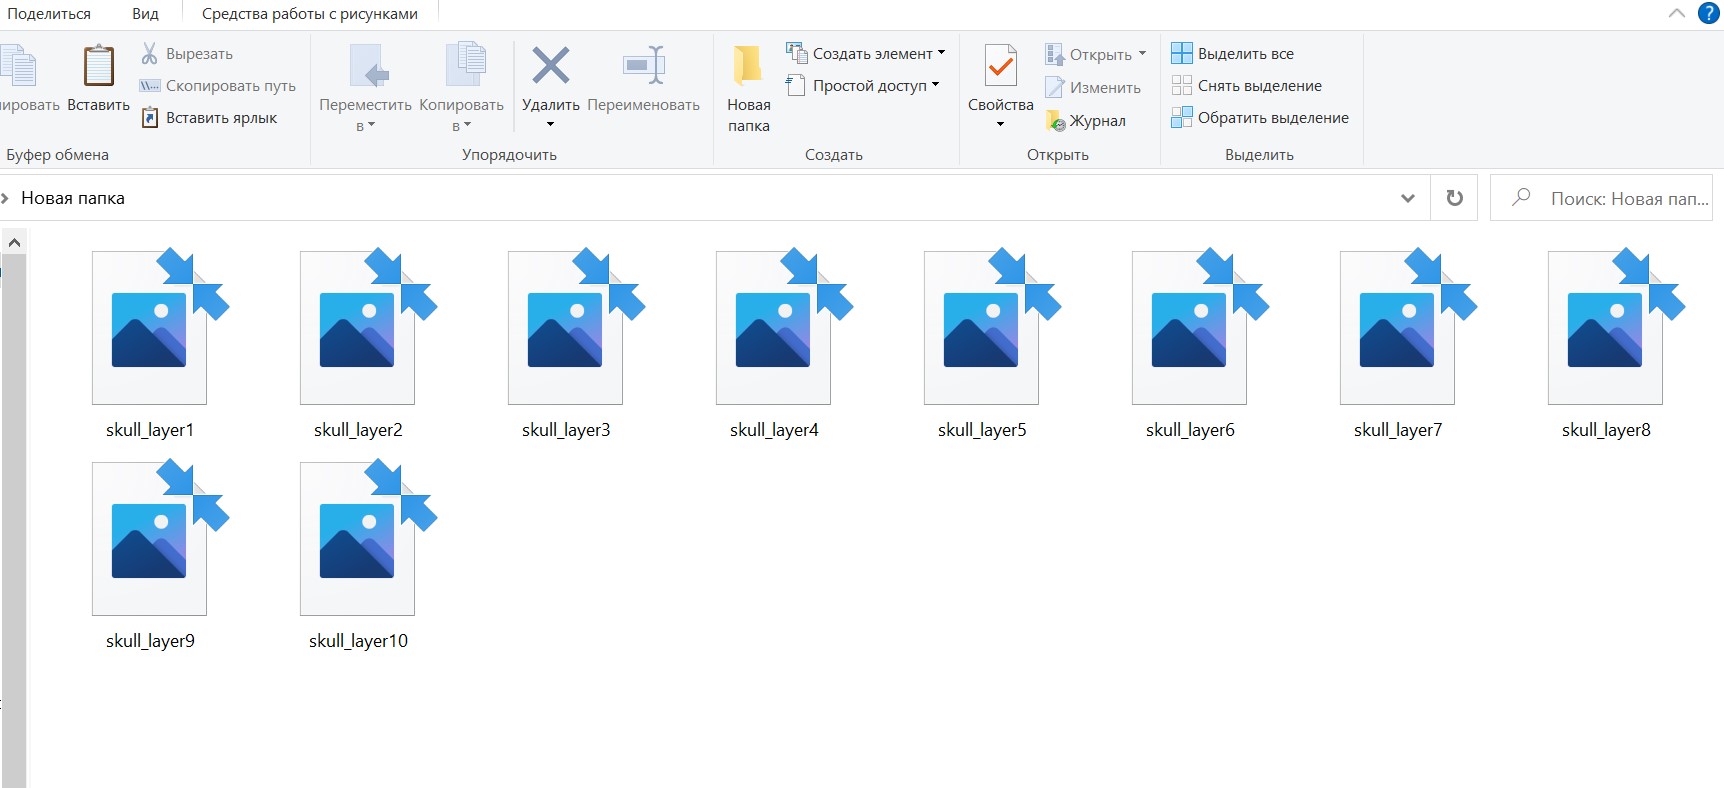 Поделиться Вид Средства работы с рисунками
Вырезать
Скопировать путь
Вставить ярлык
Вставить
Буфер обмена
Переместить в
Копировать в
Удалить
Переименовать
Упорядочить
Новая папка
Создать элемент
Простой доступ
Создать
Свойства
Открыть
Изменить
Журнал
Открыть
Выделить все
Снять выделение
Обратить выделение
Выделить
Новая папка
Поиск: Новая пап...
skull_layer1 skull_layer2 skull_layer3 skull_layer4 skull_layer5 skull_layer6 skull_layer7 skull_layer8
skull_layer9 skull_layer10